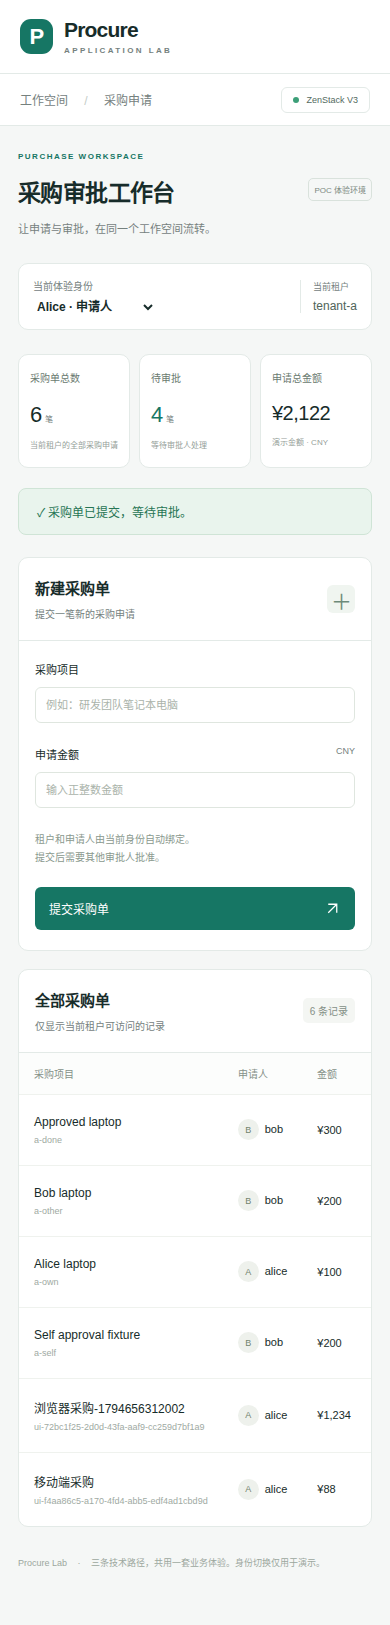 P Procure
APPLICATION LAB
工作空间 / 采购申请 ZenStack V3
PURCHASE WORKSPACE
采购审批工作台 POC 体验环境
让申请与审批，在同一个工作空间流转。
当前体验身份 当前租户
Alice · 申请人 tenant-a
采购单总数 待审批 申请总金额
6 笔 4 笔 ¥2,122
当前租户的全部采购申请 等待审批人处理 演示金额 · CNY
✓ 采购单已提交，等待审批。
新建采购单
提交一笔新的采购申请
采购项目
例如：研发团队笔记本电脑
申请金额 CNY
输入正整数金额
租户和申请人由当前身份自动绑定。
提交后需要其他审批人批准。
提交采购单
全部采购单 6 条记录
仅显示当前租户可访问的记录
采购项目 申请人 金额
Approved laptop B bob ¥300
a-done
Bob laptop B bob ¥200
a-other
Alice laptop A alice ¥100
a-own
Self approval fixture B bob ¥200
a-self
浏览器采购-1794656312002 A alice ¥1,234
ui-72bc1f25-2d0d-43fa-aaf9-cc259d7bf1a9
移动端采购 A alice ¥88
ui-f4aa86c5-a170-4fd4-abb5-edf4ad1cbd9d
Procure Lab · 三条技术路径，共用一套业务体验。身份切换仅用于演示。